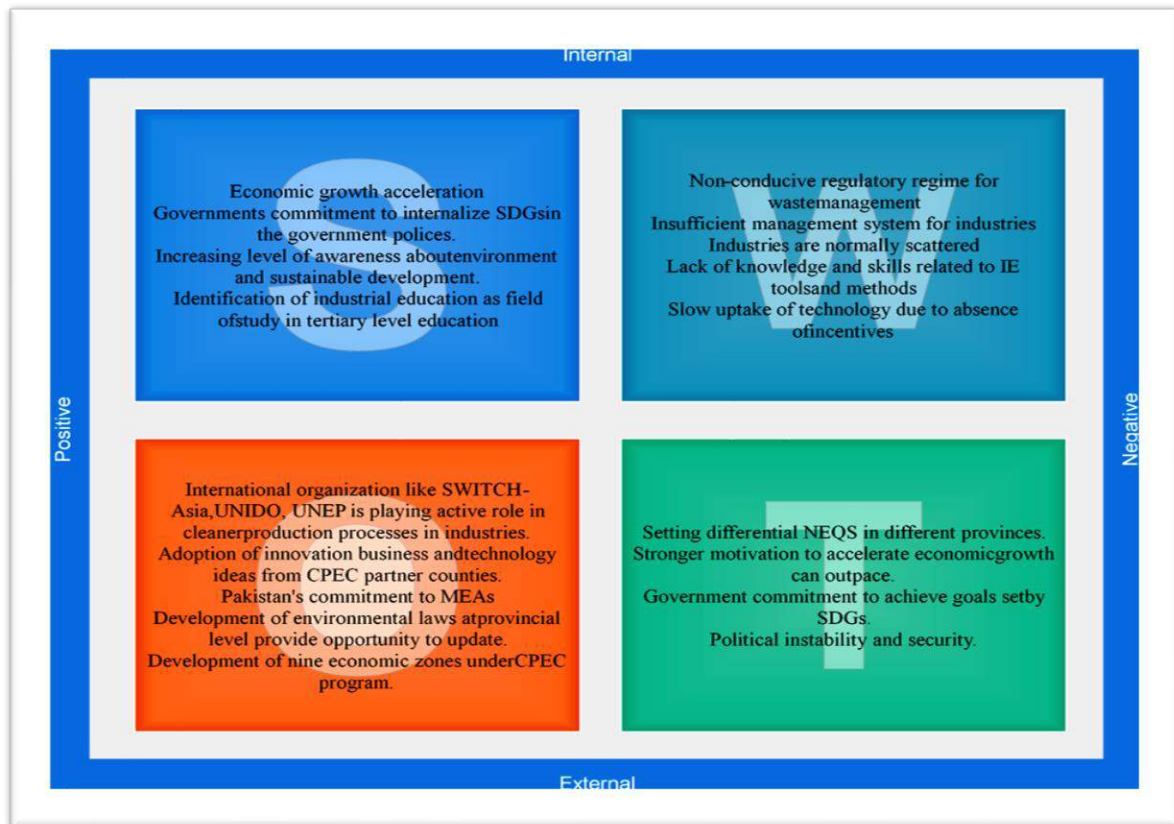 Internal
Economic growth acceleration
Governments commitment to internalize SDGsin
the government polices.
Increasing level of awareness aboutenvironment
and sustainable development.
Identification of industrial education as field
ofstudy in tertiary level education
S
Non-conducive regulatory regime for
wastemanagement
Insufficient management system for industries
Industries are normally scattered
Lack of knowledge and skills related to IE
toolsand methods
Slow uptake of technology due to absence
ofincentives
W
Positive
Negative
International organization like SWITCH-
Asia,UNIDO, UNEP is playing active role in
cleanerproduction processes in industries.
Adoption of innovation business andtechnology
ideas from CPEC partner counties.
Pakistan's commitment to MEAs
Development of environmental laws atprovincial
level provide opportunity to update.
Development of nine economic zones underCPEC
program.
O
Setting differential NEQS in different provinces.
Stronger motivation to accelerate economicgrowth
can outpace.
Government commitment to achieve goals setby
SDGs.
Political instability and security.
T
External